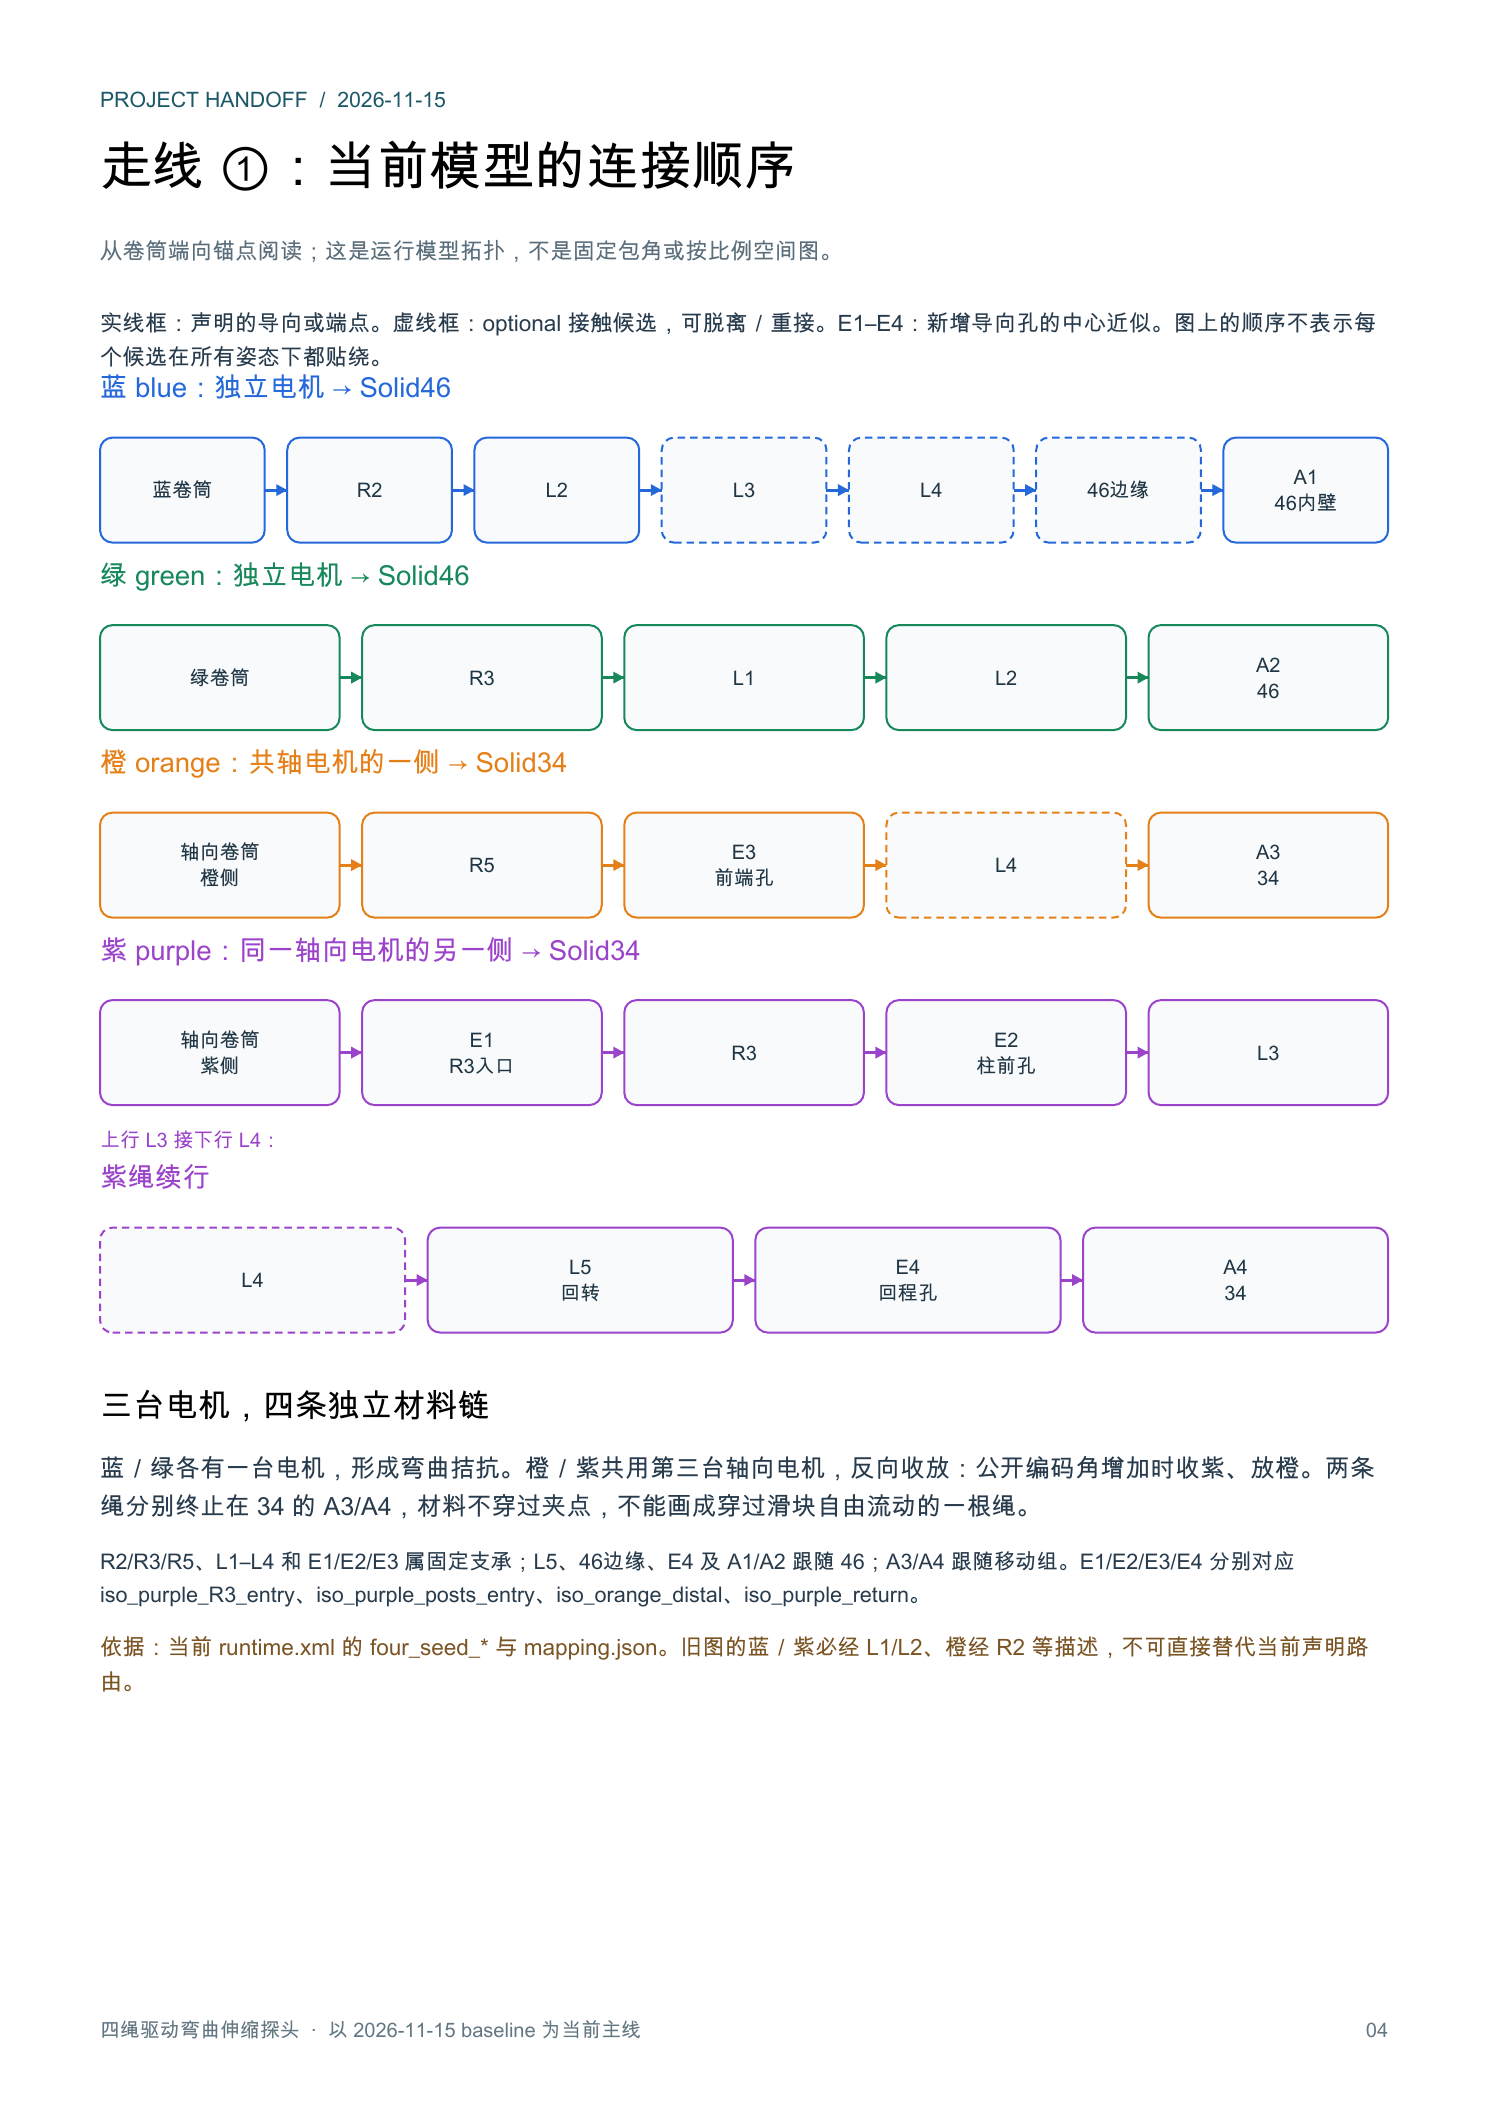 PROJECT HANDOFF / 2026-11-15
走线 ①：当前模型的连接顺序
从卷筒端向锚点阅读；这是运行模型拓扑，不是固定包角或按比例空间图。
实线框：声明的导向或端点。虚线框：optional 接触候选，可脱离 / 重接。E1–E4：新增导向孔的中心近似。图上的顺序不表示每
个候选在所有姿态下都贴绕。
蓝 blue：独立电机 → Solid46
蓝卷筒
R2
L2
L3
L4
46边缘
A1
46内壁
绿 green：独立电机 → Solid46
绿卷筒
R3
L1
L2
A2
46
橙 orange：共轴电机的一侧 → Solid34
轴向卷筒
橙侧
R5
E3
前端孔
L4
A3
34
紫 purple：同一轴向电机的另一侧 → Solid34
轴向卷筒
紫侧
E1
R3入口
R3
E2
柱前孔
L3
上行 L3 接下行 L4：
紫绳续行
L4
L5
回转
E4
回程孔
A4
34
三台电机，四条独立材料链
蓝 / 绿各有一台电机，形成弯曲拮抗。橙 / 紫共用第三台轴向电机，反向收放：公开编码角增加时收紫、放橙。两条
绳分别终止在 34 的 A3/A4，材料不穿过夹点，不能画成穿过滑块自由流动的一根绳。
R2/R3/R5、L1–L4 和 E1/E2/E3 属固定支承；L5、46边缘、E4 及 A1/A2 跟随 46；A3/A4 跟随移动组。E1/E2/E3/E4 分别对应
iso_purple_R3_entry、iso_purple_posts_entry、iso_orange_distal、iso_purple_return。
依据：当前 runtime.xml 的 four_seed_* 与 mapping.json。旧图的蓝 / 紫必经 L1/L2、橙经 R2 等描述，不可直接替代当前声明路
由。
四绳驱动弯曲伸缩探头 · 以 2026-11-15 baseline 为当前主线
04